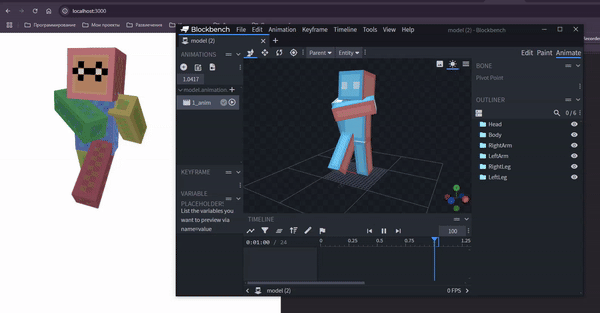 localhost:3000
Программирование
Мои проекты
Развлечения
Blockbench
File Edit Animation Keyframe Timeline Tools View Help
model (2) - Blockbench
model (2)
ANIMATIONS
1.0417
model.animation
1_anim
KEYFRAME
VARIABLE
PLACEHOLDERS
List the variables you
want to preview via
name=value
Parent
Entity
Edit Paint Animate
BONE
Pivot Point
OUTLINER
0 / 6
Head
Body
RightArm
LeftArm
RightLeg
LeftLeg
TIMELINE
100
0:01:00 / 24
0 0.25 0.5 0.75 1.25
model (2)
0 FPS